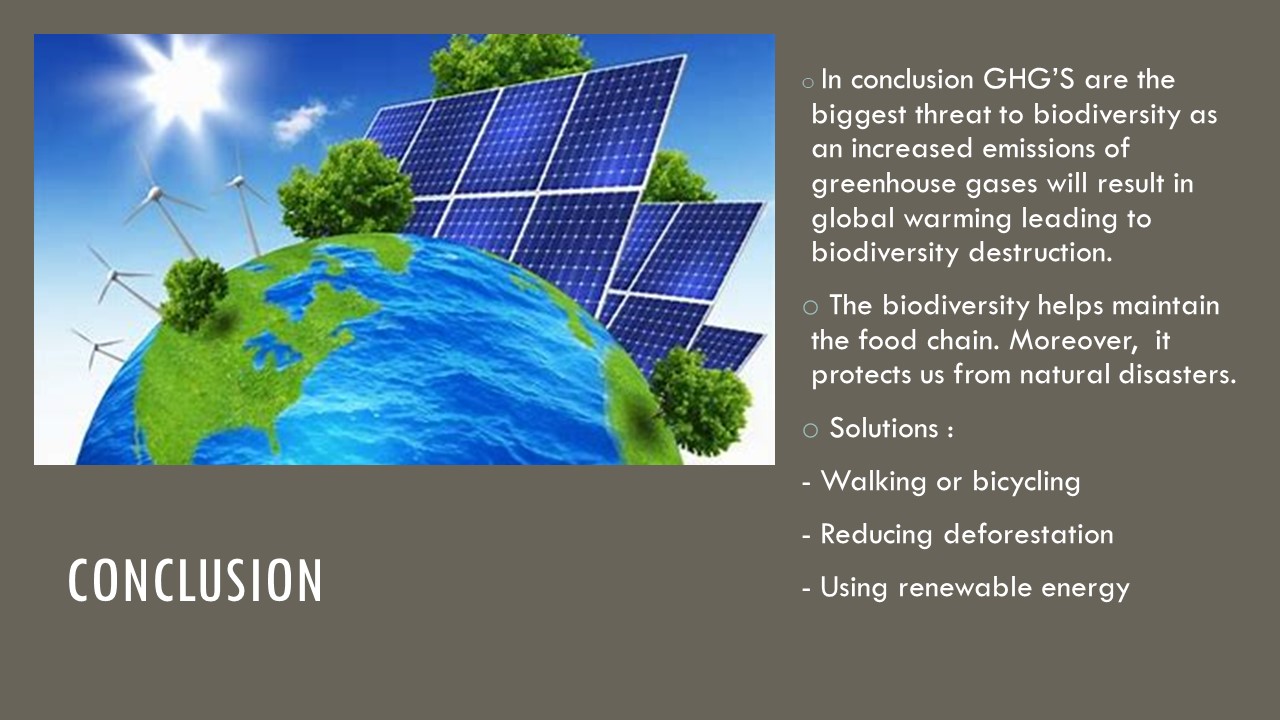 o In conclusion GHG’S are the
biggest threat to biodiversity as
an increased emissions of
greenhouse gases will result in
global warming leading to
biodiversity destruction.
o The biodiversity helps maintain
the food chain. Moreover,  it
protects us from natural disasters.
o Solutions :
- Walking or bicycling
- Reducing deforestation
- Using renewable energy
CONCLUSION